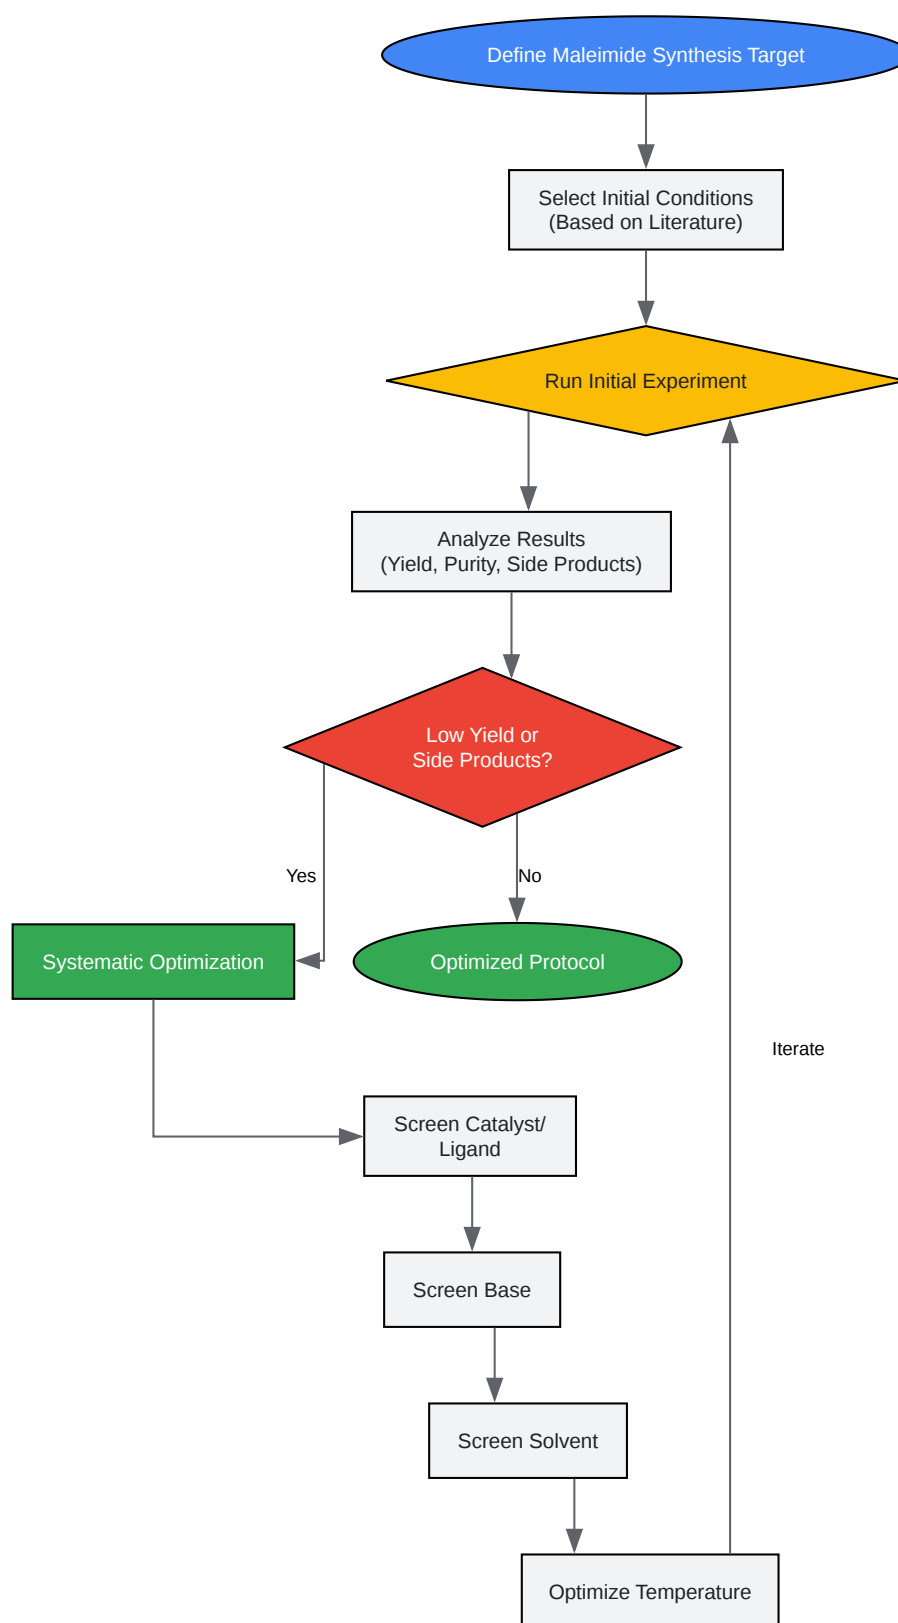 Define Maleimide Synthesis Target
Select Initial Conditions
(Based on Literature)
Run Initial Experiment
Analyze Results
(Yield, Purity, Side Products)
Low Yield or
Side Products?
Yes
No
Systematic Optimization
Optimized Protocol
Iterate
Screen Catalyst/
Ligand
Screen Base
Screen Solvent
Optimize Temperature